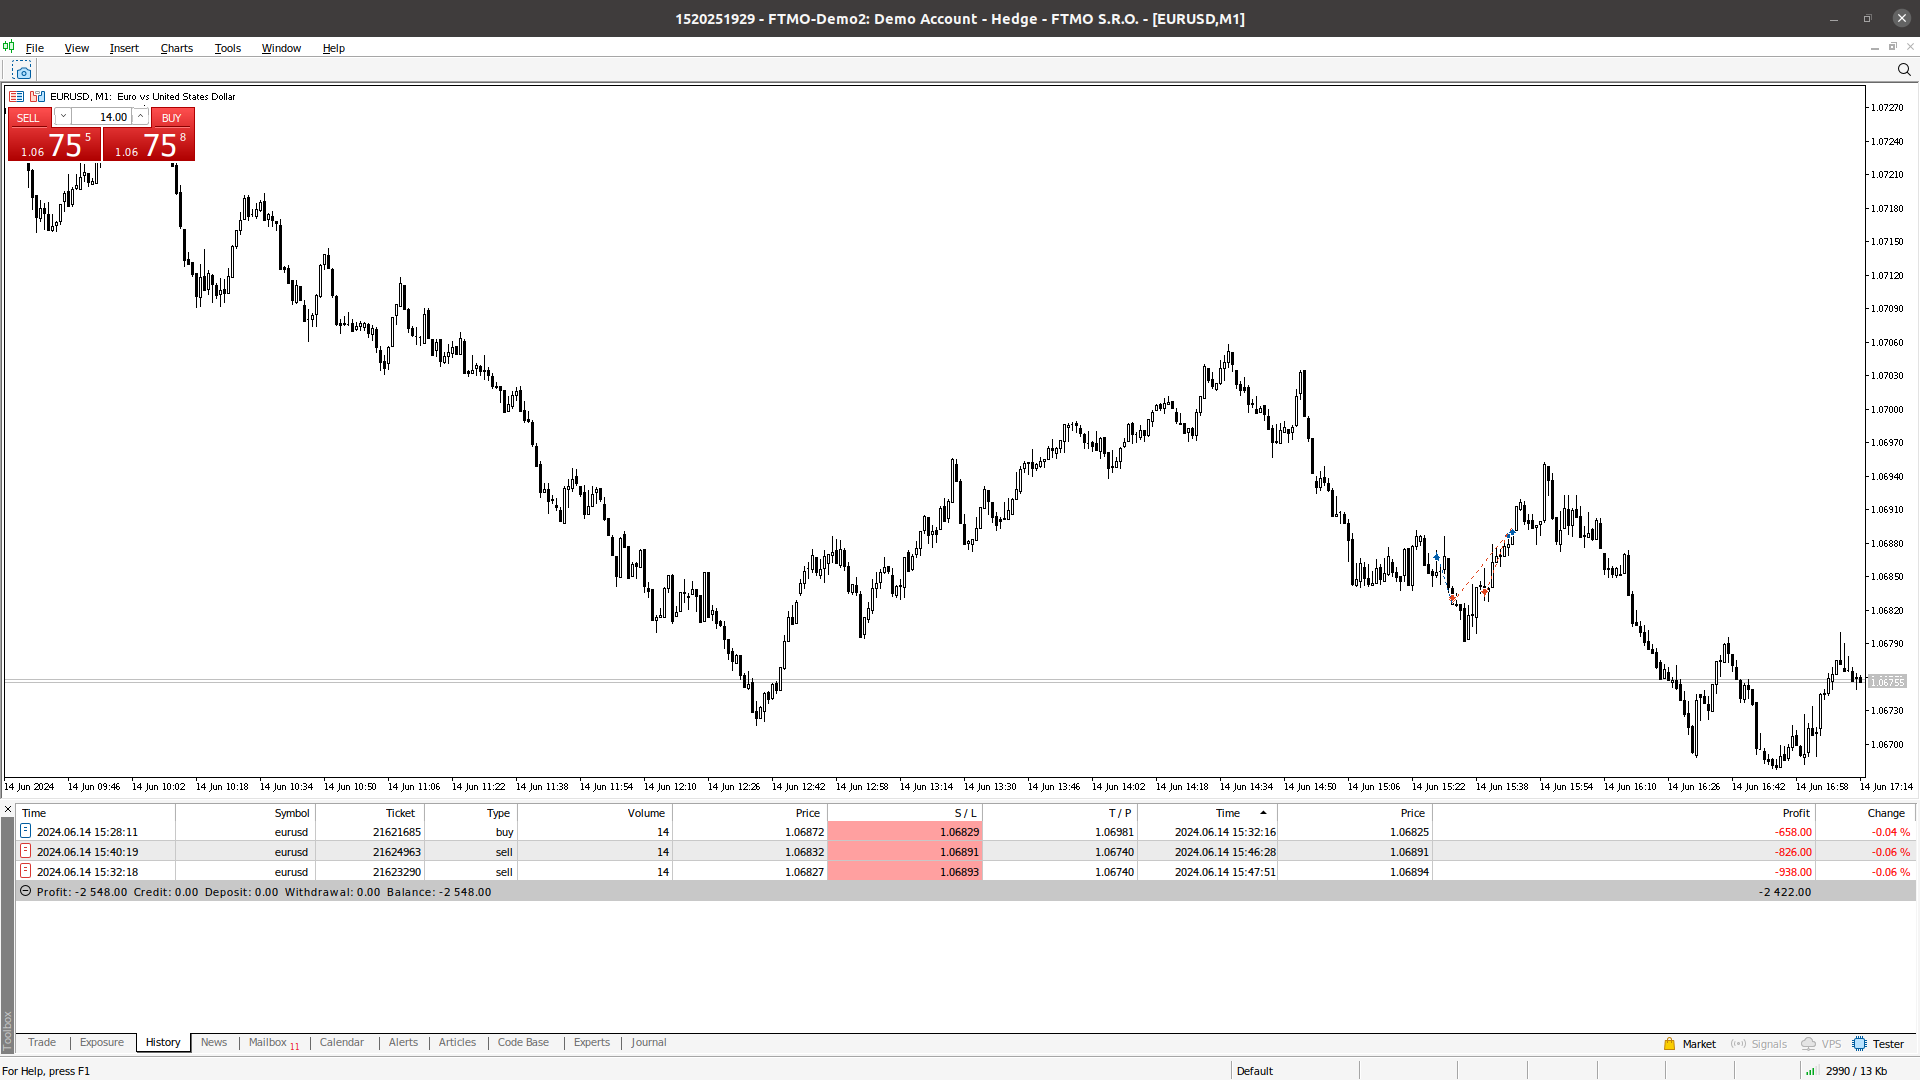 1520251929 - FTMO-Demo2: Demo Account - Hedge - FTMO S.R.O. - [EURUSD,M1]
File View Insert Charts Tools Window Help
EURUSD, M1: Euro vs United States Dollar
SELL 14.00 BUY
1.06 75 5 1.06 75 8
1.07270
1.07240
1.07210
1.07180
1.07150
1.07120
1.07090
1.07060
1.07030
1.07000
1.06970
1.06940
1.06910
1.06880
1.06850
1.06820
1.06790
1.06755
1.06730
1.06700
14 Jun 2024 14 Jun 09:46 14 Jun 10:02 14 Jun 10:18 14 Jun 10:34 14 Jun 10:50 14 Jun 11:06 14 Jun 11:22 14 Jun 11:38 14 Jun 11:54 14 Jun 12:10 14 Jun 12:26 14 Jun 12:42 14 Jun 12:58 14 Jun 13:14 14 Jun 13:30 14 Jun 13:46 14 Jun 14:02 14 Jun 14:18 14 Jun 14:34 14 Jun 14:50 14 Jun 15:06 14 Jun 15:22 14 Jun 15:38 14 Jun 15:54 14 Jun 16:10 14 Jun 16:26 14 Jun 16:42 14 Jun 16:58 14 Jun 17:14
Time Symbol Ticket Type Volume Price S / L T / P Time Price Profit Change
2024.06.14 15:28:11 eurusd 21621685 buy 14 1.06872 1.06829 1.06981 2024.06.14 15:32:16 1.06825 -658.00 -0.04 %
2024.06.14 15:40:19 eurusd 21624963 sell 14 1.06832 1.06891 1.06740 2024.06.14 15:46:28 1.06891 -826.00 -0.06 %
2024.06.14 15:32:18 eurusd 21623290 sell 14 1.06827 1.06893 1.06740 2024.06.14 15:47:51 1.06894 -938.00 -0.06 %
Profit: -2 548.00 Credit: 0.00 Deposit: 0.00 Withdrawal: 0.00 Balance: -2 548.00 -2 422.00
Toolbox
Trade Exposure History News Mailbox 11 Calendar Alerts Articles Code Base Experts Journal Market Signals VPS Tester
For Help, press F1 Default 2990 / 13 Kb